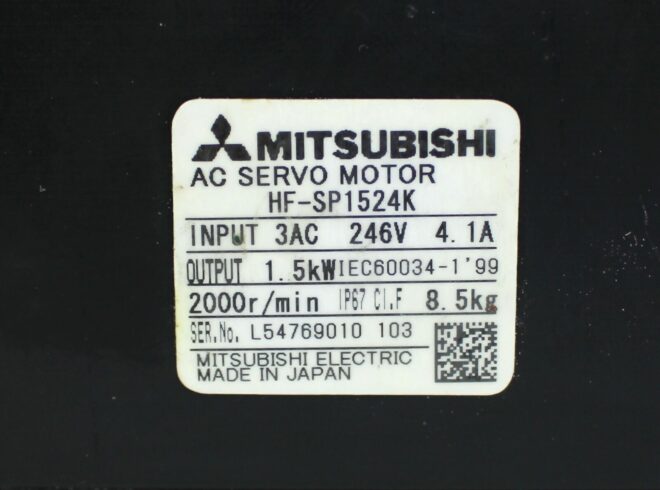 MITSUBISHI
AC SERVO MOTOR
HF-SP1524K
INPUT 3AC 246V 4.1A
OUTPUT 1.5kW IEC60034-1'99
2000r/min IP67 Cl.F 8.5kg
SER.No. L54769010 103
MITSUBISHI ELECTRIC
MADE IN JAPAN